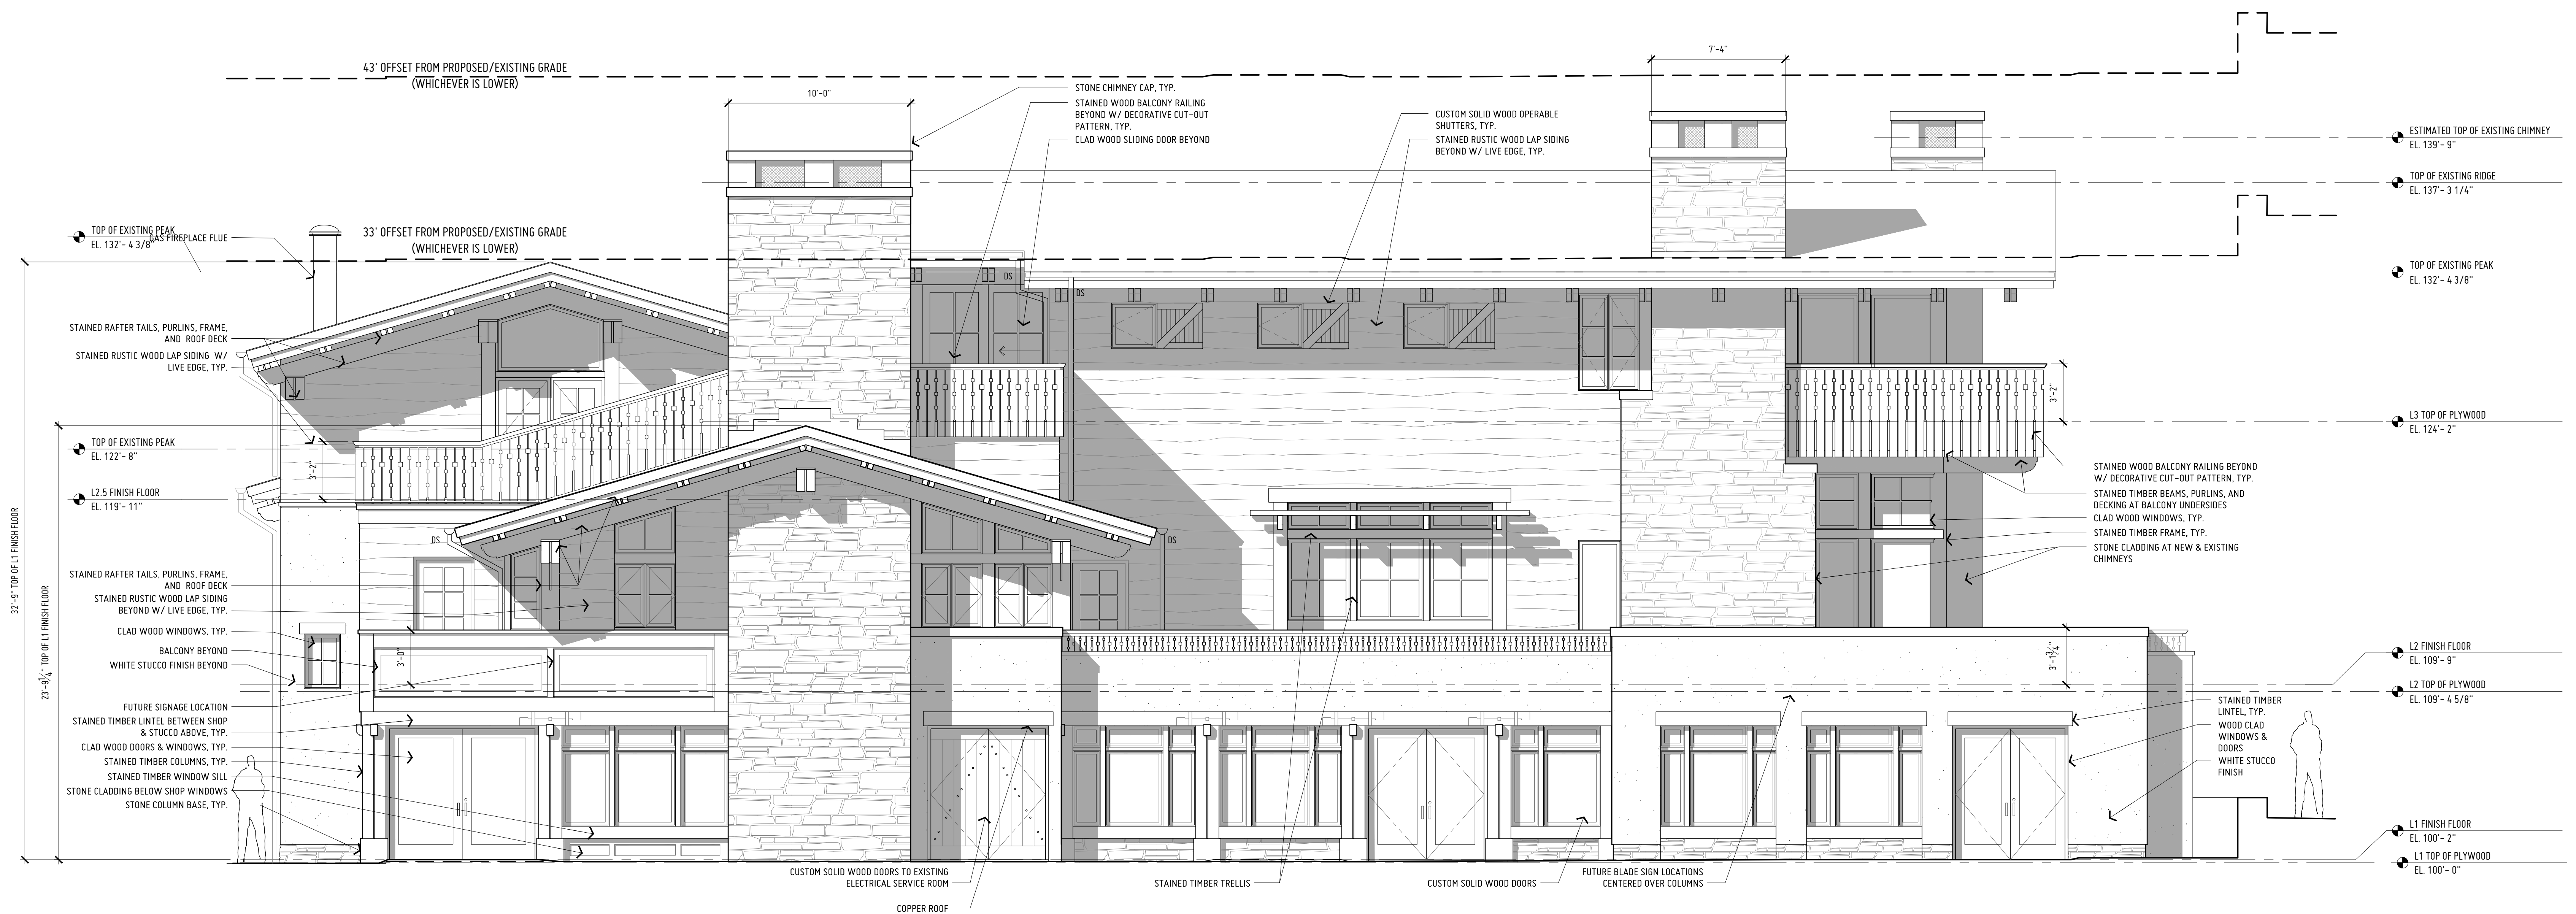 43' OFFSET FROM PROPOSED/EXISTING GRADE
(WHICHEVER IS LOWER)
10'-0"
7'-4"
STONE CHIMNEY CAP, TYP.
STAINED WOOD BALCONY RAILING
BEYOND W/ DECORATIVE CUT-OUT
PATTERN, TYP.
CLAD WOOD SLIDING DOOR BEYOND
CUSTOM SOLID WOOD OPERABLE
SHUTTERS, TYP.
STAINED RUSTIC WOOD LAP SIDING
BEYOND W/ LIVE EDGE, TYP.
ESTIMATED TOP OF EXISTING CHIMNEY
EL. 139'- 9"
TOP OF EXISTING RIDGE
EL. 137'- 3 1/4"
TOP OF EXISTING PEAK
EL. 132'- 4 3/8"
GAS FIREPLACE FLUE
33' OFFSET FROM PROPOSED/EXISTING GRADE
(WHICHEVER IS LOWER)
DS
DS
TOP OF EXISTING PEAK
EL. 132'- 4 3/8"
STAINED RAFTER TAILS, PURLINS, FRAME,
AND ROOF DECK
STAINED RUSTIC WOOD LAP SIDING W/
LIVE EDGE, TYP.
3'-2"
L3 TOP OF PLYWOOD
EL. 124'- 2"
TOP OF EXISTING PEAK
EL. 122'- 8"
3'-2"
L2.5 FINISH FLOOR
EL. 119'- 11"
STAINED WOOD BALCONY RAILING BEYOND
W/ DECORATIVE CUT-OUT PATTERN, TYP.
STAINED TIMBER BEAMS, PURLINS, AND
DECKING AT BALCONY UNDERSIDES
CLAD WOOD WINDOWS, TYP.
STAINED TIMBER FRAME, TYP.
STONE CLADDING AT NEW & EXISTING
CHIMNEYS
DS
DS
32'-9" TOP OF L1 FINISH FLOOR
23'-9 1/4" TOP OF L1 FINISH FLOOR
STAINED RAFTER TAILS, PURLINS, FRAME,
AND ROOF DECK
STAINED RUSTIC WOOD LAP SIDING
BEYOND W/ LIVE EDGE, TYP.
CLAD WOOD WINDOWS, TYP.
BALCONY BEYOND
WHITE STUCCO FINISH BEYOND
3'-0"
3'-1 3/4"
L2 FINISH FLOOR
EL. 109'- 9"
L2 TOP OF PLYWOOD
EL. 109'- 4 5/8"
FUTURE SIGNAGE LOCATION
STAINED TIMBER LINTEL BETWEEN SHOP
& STUCCO ABOVE, TYP.
CLAD WOOD DOORS & WINDOWS, TYP.
STAINED TIMBER COLUMNS, TYP.
STAINED TIMBER WINDOW SILL
STONE CLADDING BELOW SHOP WINDOWS
STONE COLUMN BASE, TYP.
STAINED TIMBER
LINTEL, TYP.
WOOD CLAD
WINDOWS &
DOORS
WHITE STUCCO
FINISH
L1 FINISH FLOOR
EL. 100'- 2"
L1 TOP OF PLYWOOD
EL. 100'- 0"
CUSTOM SOLID WOOD DOORS TO EXISTING
ELECTRICAL SERVICE ROOM
COPPER ROOF
STAINED TIMBER TRELLIS
CUSTOM SOLID WOOD DOORS
FUTURE BLADE SIGN LOCATIONS
CENTERED OVER COLUMNS